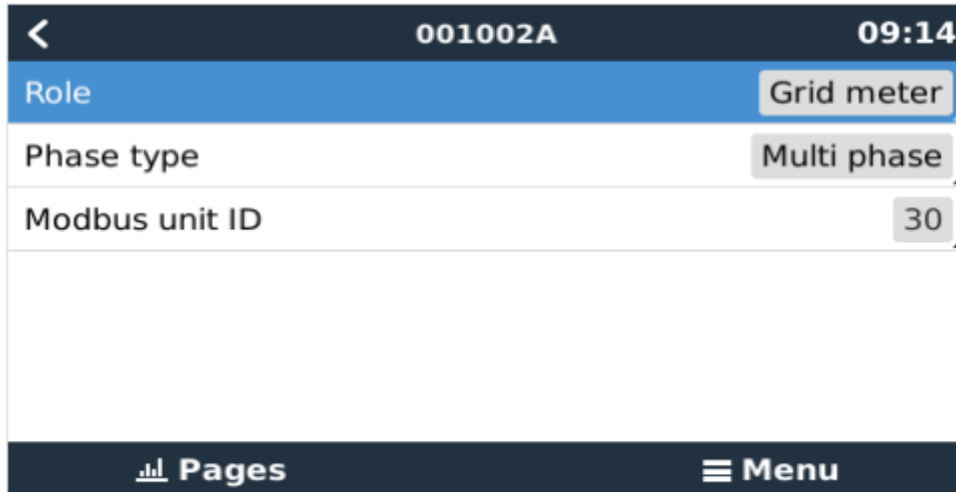 001002A 09:14
Role Grid meter
Phase type Multi phase
Modbus unit ID 30
Pages Menu